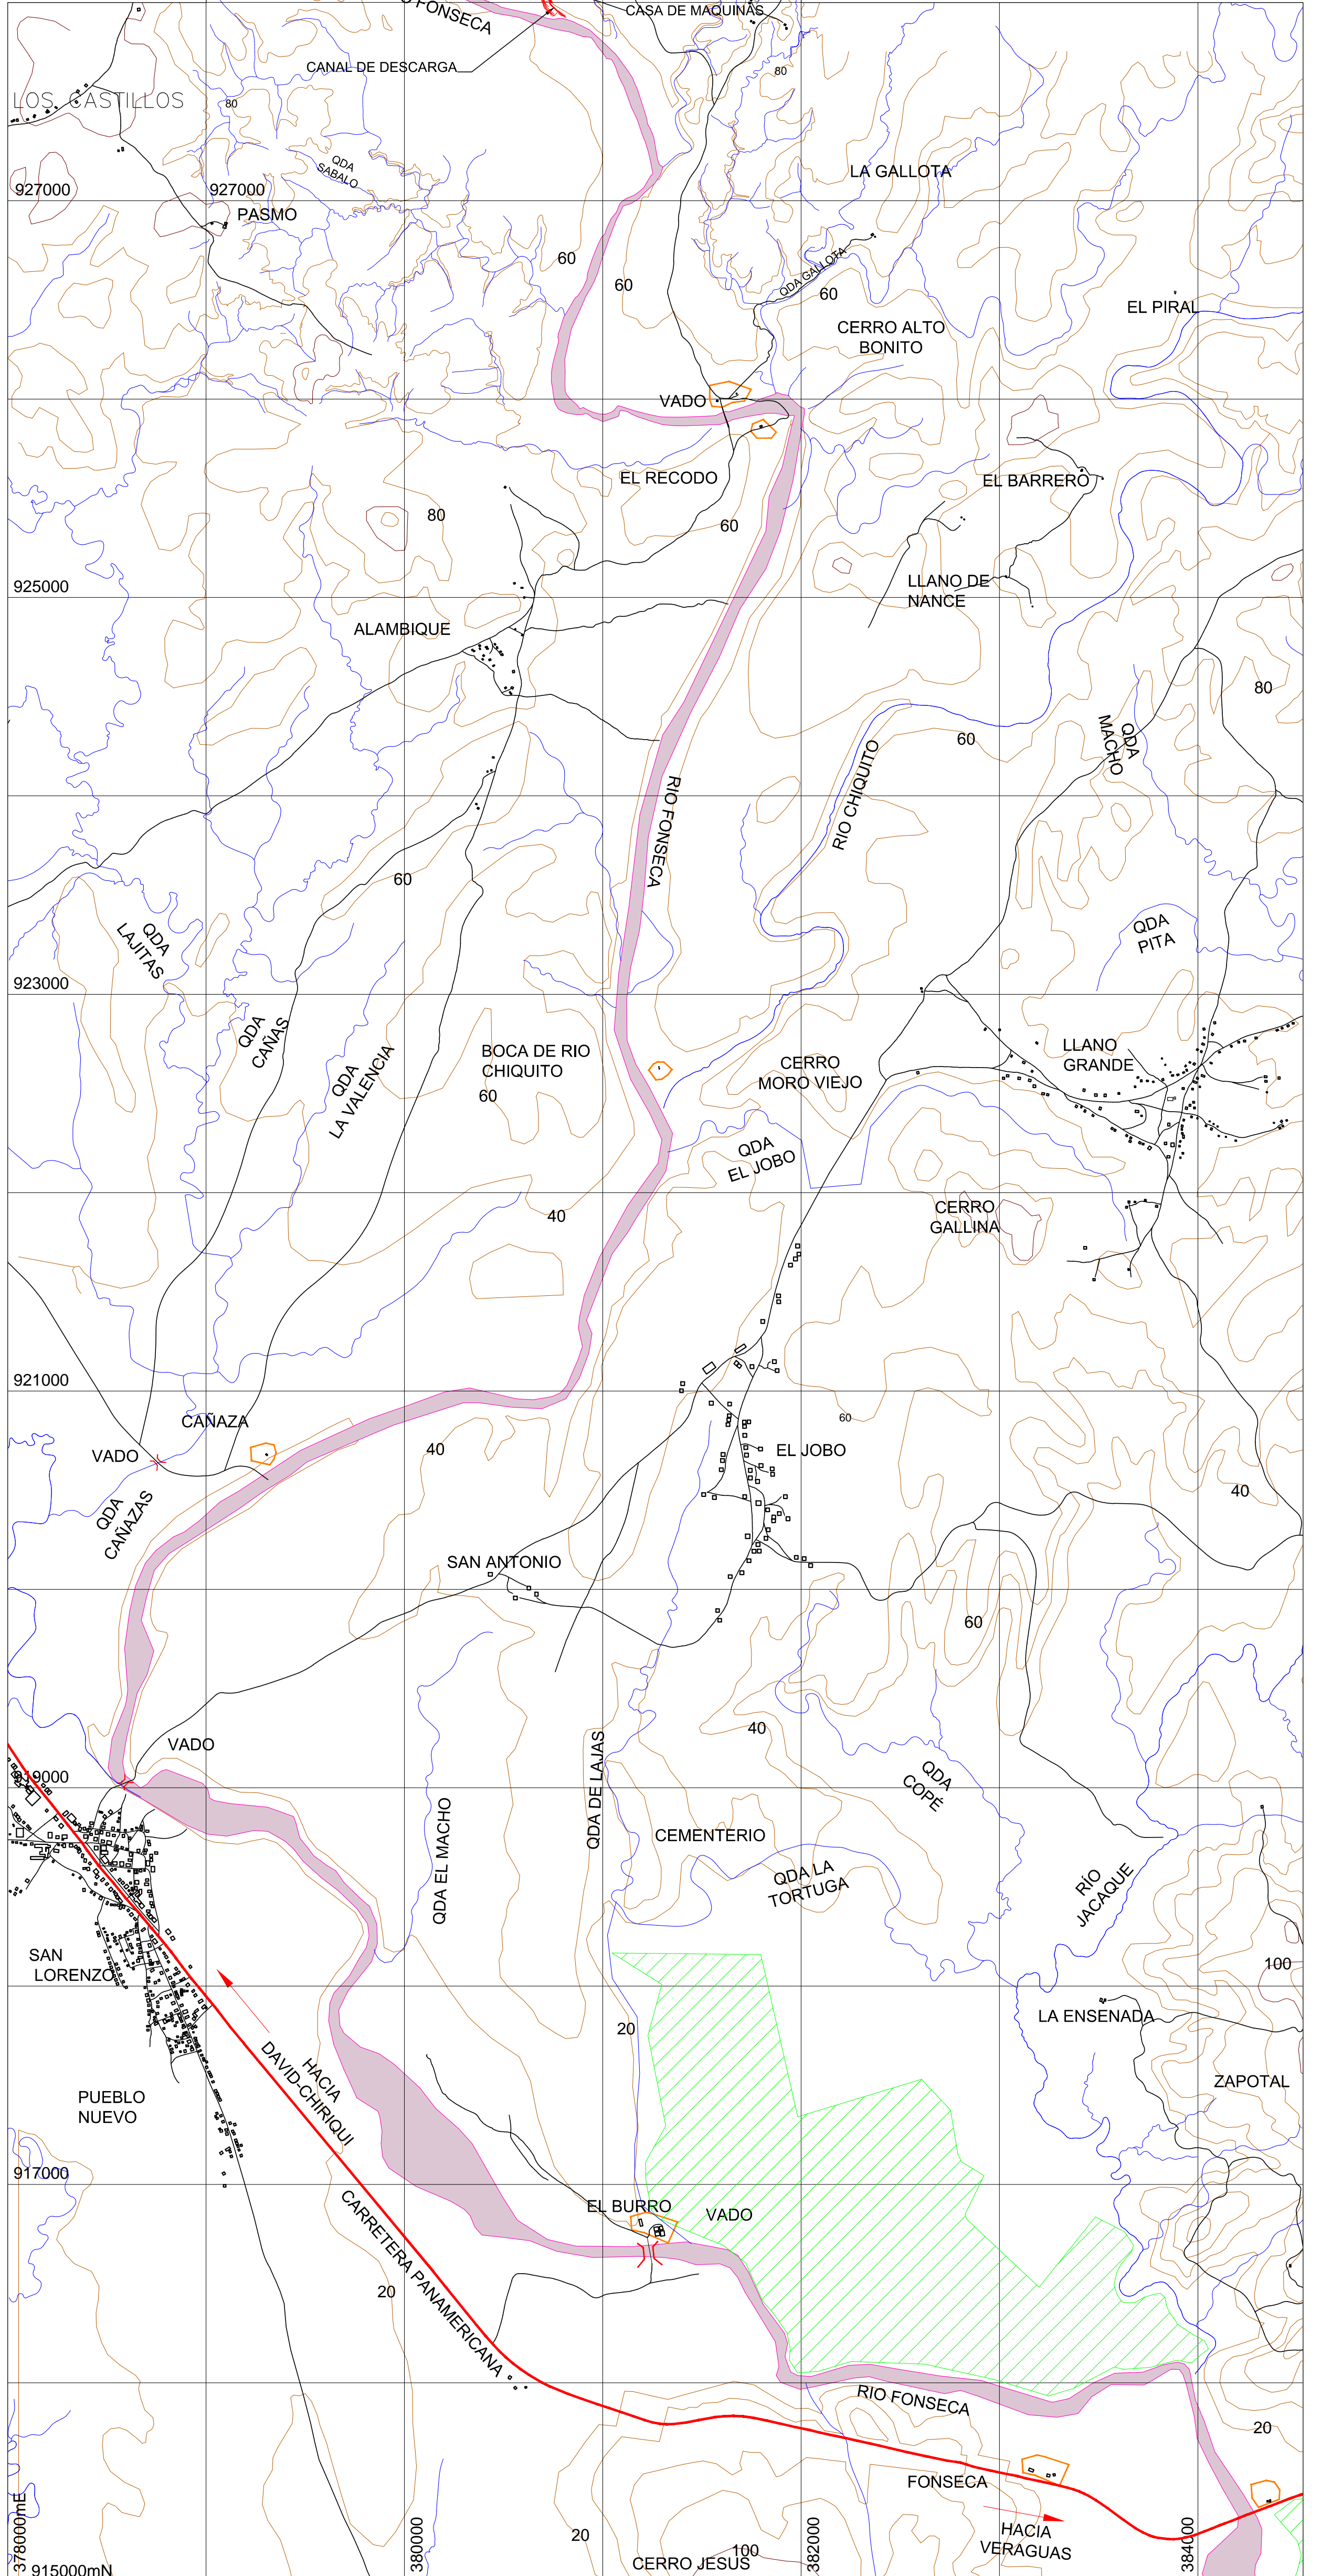 O FONSECA
CASA DE MAQUINAS
CANAL DE DESCARGA
80
LOS CASTILLOS
80
QDA
SABALO
LA GALLOTA
927000
927000
PASMO
60
60
QDA GALLOTA
60
EL PIRAL
CERRO ALTO
BONITO
VADO
EL RECODO
EL BARRERO
80
60
925000
LLANO DE
NANCE
ALAMBIQUE
80
QDA
MACHO
60
RIO CHIQUITO
RIO FONSECA
60
QDA
LAJITAS
QDA
PITA
923000
QDA
CAÑAS
QDA
LA VALENCIA
BOCA DE RIO
CHIQUITO
60
CERRO
MORO VIEJO
LLANO
GRANDE
QDA
EL JOBO
40
CERRO
GALLINA
921000
CAÑAZA
60
VADO
40
EL JOBO
40
QDA
CAÑAZAS
SAN ANTONIO
60
40
VADO
QDA DE LAJAS
QDA
COPÉ
919000
QDA EL MACHO
CEMENTERIO
QDA LA
TORTUGA
RÍO
JACAQUE
SAN
LORENZO
100
LA ENSENADA
20
HACIA
DAVID-CHIRIQUI
ZAPOTAL
PUEBLO
NUEVO
917000
EL BURRO
VADO
CARRETERA PANAMERICANA
20
RIO FONSECA
20
FONSECA
HACIA
VERAGUAS
20
100
CERRO JESUS
378000mE
380000
382000
384000
915000mN